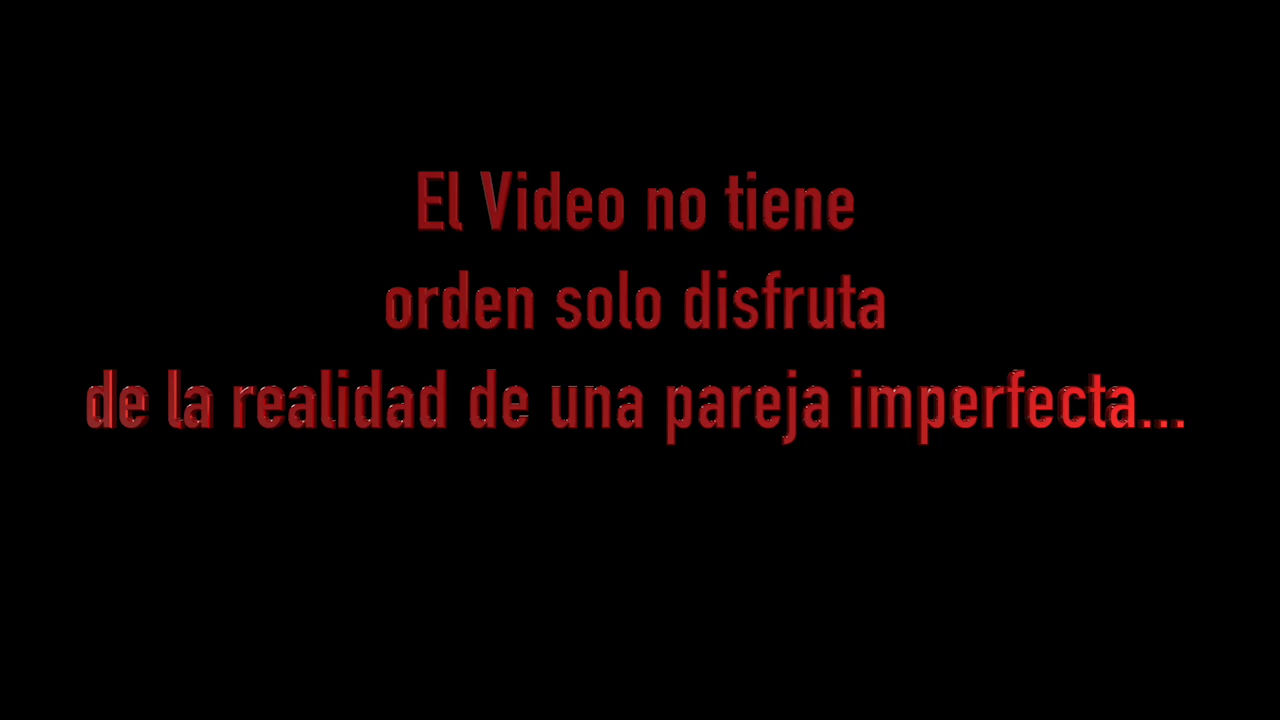 El Video no tiene
orden solo disfruta
de la realidad de una pareja imperfecta...